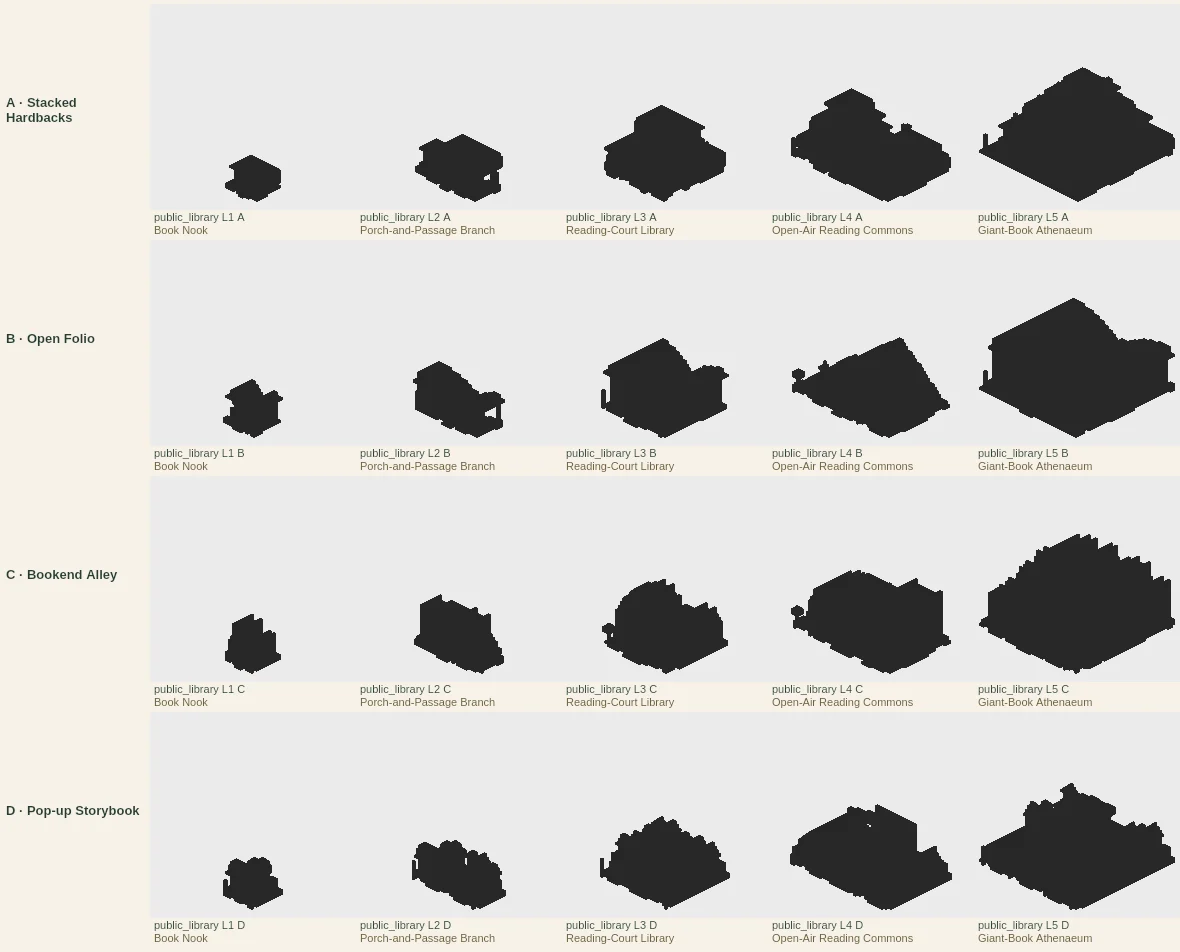 A · Stacked
Hardbacks
public_library L1 A
Book Nook
public_library L2 A
Porch-and-Passage Branch
public_library L3 A
Reading-Court Library
public_library L4 A
Open-Air Reading Commons
public_library L5 A
Giant-Book Athenaeum
B · Open Folio
public_library L1 B
Book Nook
public_library L2 B
Porch-and-Passage Branch
public_library L3 B
Reading-Court Library
public_library L4 B
Open-Air Reading Commons
public_library L5 B
Giant-Book Athenaeum
C · Bookend Alley
public_library L1 C
Book Nook
public_library L2 C
Porch-and-Passage Branch
public_library L3 C
Reading-Court Library
public_library L4 C
Open-Air Reading Commons
public_library L5 C
Giant-Book Athenaeum
D · Pop-up Storybook
public_library L1 D
Book Nook
public_library L2 D
Porch-and-Passage Branch
public_library L3 D
Reading-Court Library
public_library L4 D
Open-Air Reading Commons
public_library L5 D
Giant-Book Athenaeum